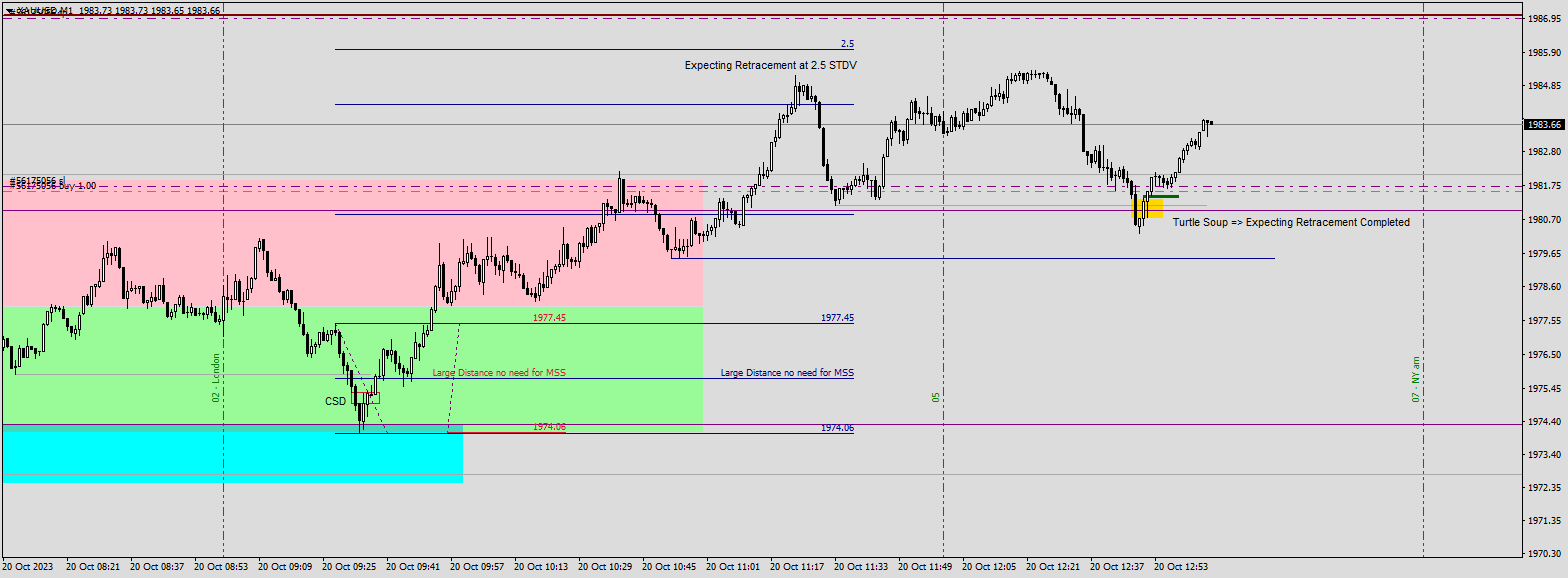 XAUUSD,M1 1983.73 1983.73 1983.65 1983.66
1986.95
2.5
1985.90
Expecting Retracement at 2.5 STDV
1984.85
1983.66
1982.80
#56175056 sl
#56175056 buy 1.00
1981.75
1980.70
Turtle Soup => Expecting Retracement Completed
1979.65
1978.60
1977.45
1977.45
1977.55
1976.50
02 - London
05
07 - NY am
Large Distance no need for MSS
Large Distance no need for MSS
1975.45
CSD
1974.06
1974.06
1974.40
1973.40
1972.35
1971.35
1970.30
20 Oct 2023
20 Oct 08:21
20 Oct 08:37
20 Oct 08:53
20 Oct 09:09
20 Oct 09:25
20 Oct 09:41
20 Oct 09:57
20 Oct 10:13
20 Oct 10:29
20 Oct 10:45
20 Oct 11:01
20 Oct 11:17
20 Oct 11:33
20 Oct 11:49
20 Oct 12:05
20 Oct 12:21
20 Oct 12:37
20 Oct 12:53